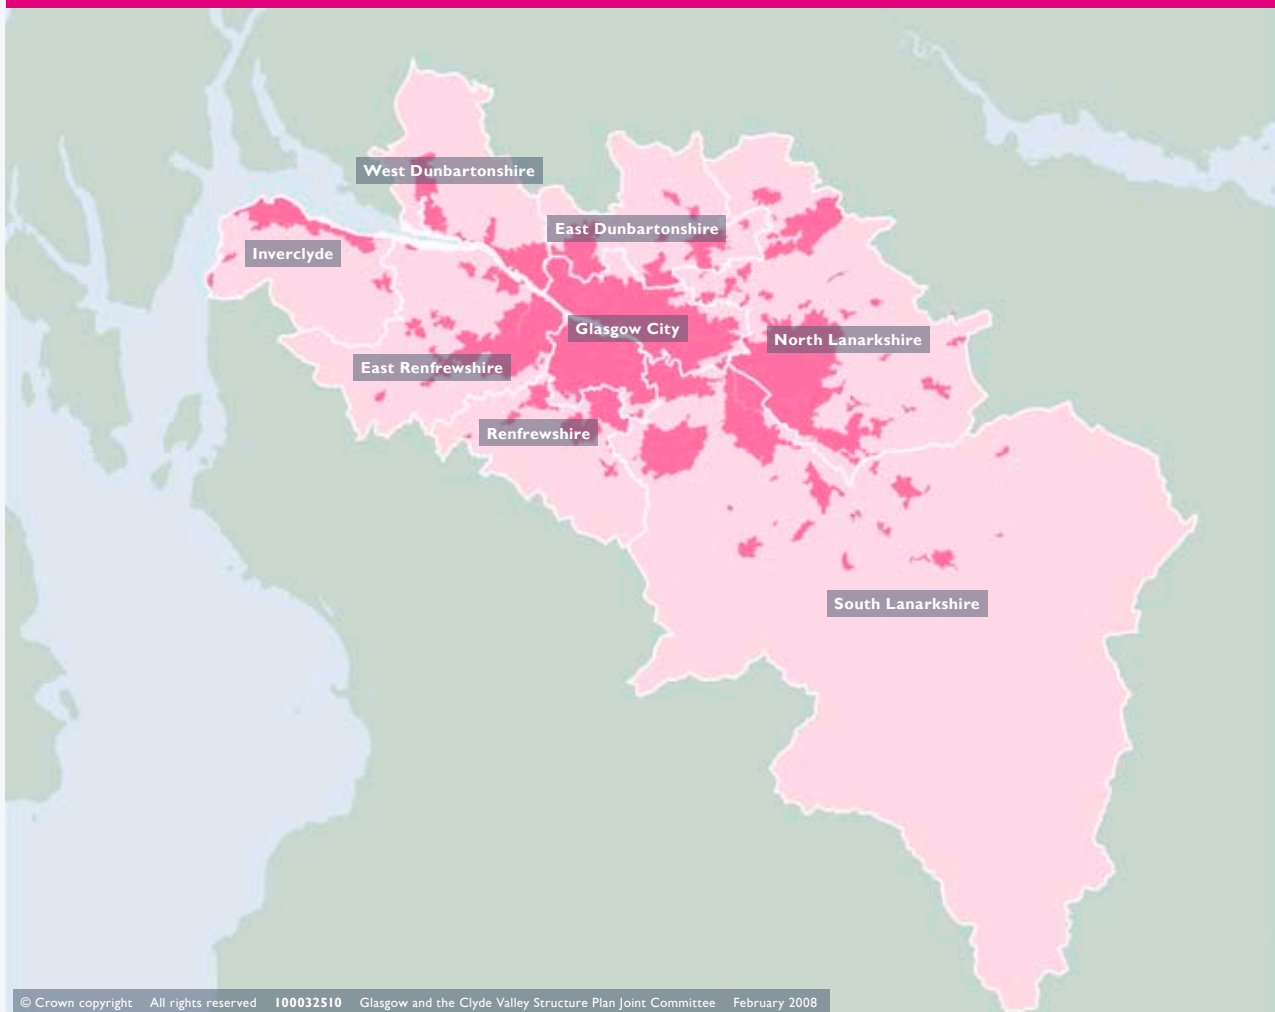 West Dunbartonshire
East Dunbartonshire
Inverclyde
Glasgow City
North Lanarkshire
East Renfrewshire
Renfrewshire
South Lanarkshire
© Crown copyright All rights reserved 100032510 Glasgow and the Clyde Valley Structure Plan Joint Committee February 2008